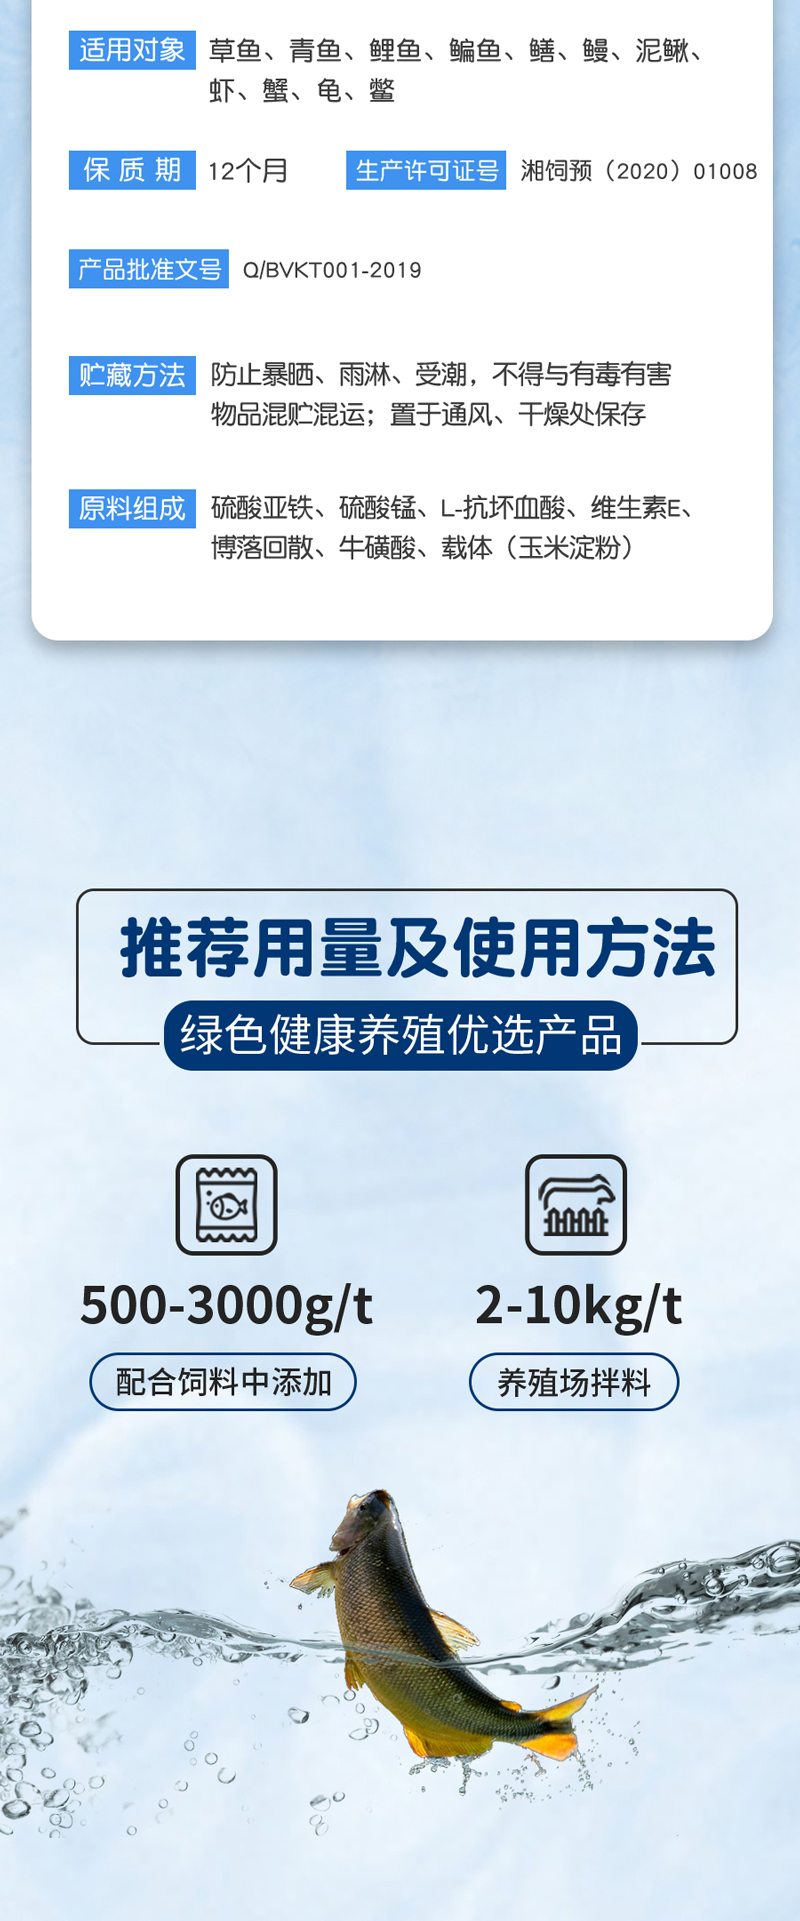 适用对象 草鱼、青鱼、鲤鱼、鳊鱼、鳝、鳗、泥鳅、
虾、蟹、龟、鳖
保质期 12个月 生产许可证号 湘饲预（2020）01008
产品批准文号 Q/BVKT001-2019
贮藏方法 防止暴晒、雨淋、受潮，不得与有毒有害
物品混贮混运；置于通风、干燥处保存
原料组成 硫酸亚铁、硫酸锰、L-抗坏血酸、维生素E、
博落回散、牛磺酸、载体（玉米淀粉）
推荐用量及使用方法
绿色健康养殖优选产品
500-3000g/t 2-10kg/t
配合饲料中添加 养殖场拌料